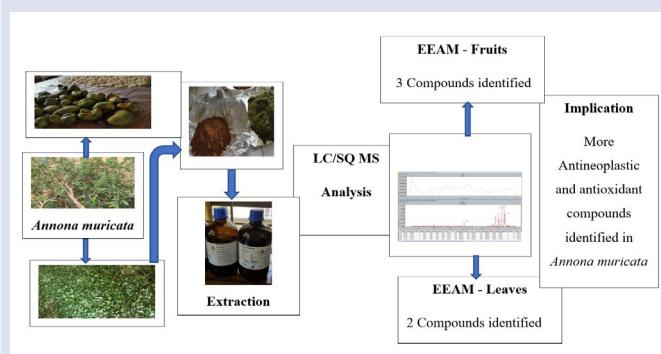 Annona muricata
Extraction
LC/SQ MS
Analysis
EEAM - Fruits
3 Compounds identified
EEAM - Leaves
2 Compounds identified
Implication
More
Antineoplastic
and antioxidant
compounds
identified in
Annona muricata